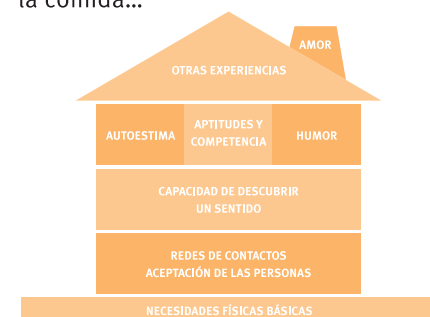 la comida...
AMOR
OTRAS EXPERIENCIAS
AUTOESTIMA
APTITUDES Y
COMPETENCIA
HUMOR
CAPACIDAD DE DESCUBRIR
UN SENTIDO
REDES DE CONTACTOS
ACEPTACIÓN DE LAS PERSONAS
NECESIDADES FÍSICAS BÁSICAS